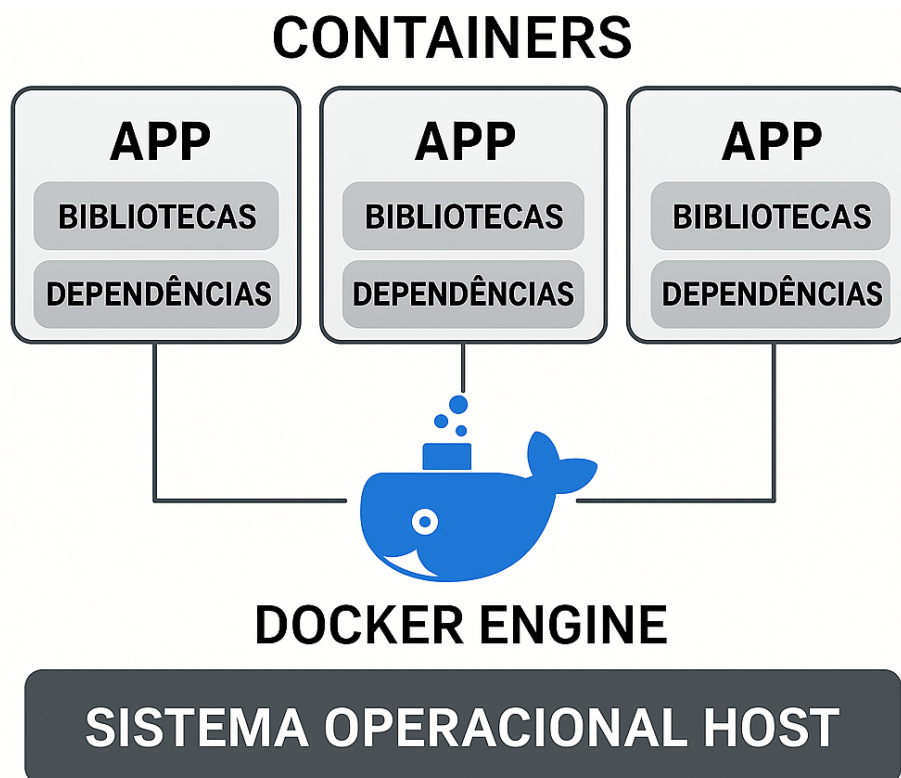 CONTAINERS
APP
BIBLIOTECAS
DEPENDÊNCIAS
APP
BIBLIOTECAS
DEPENDÊNCIAS
APP
BIBLIOTECAS
DEPENDÊNCIAS
DOCKER ENGINE
SISTEMA OPERACIONAL HOST